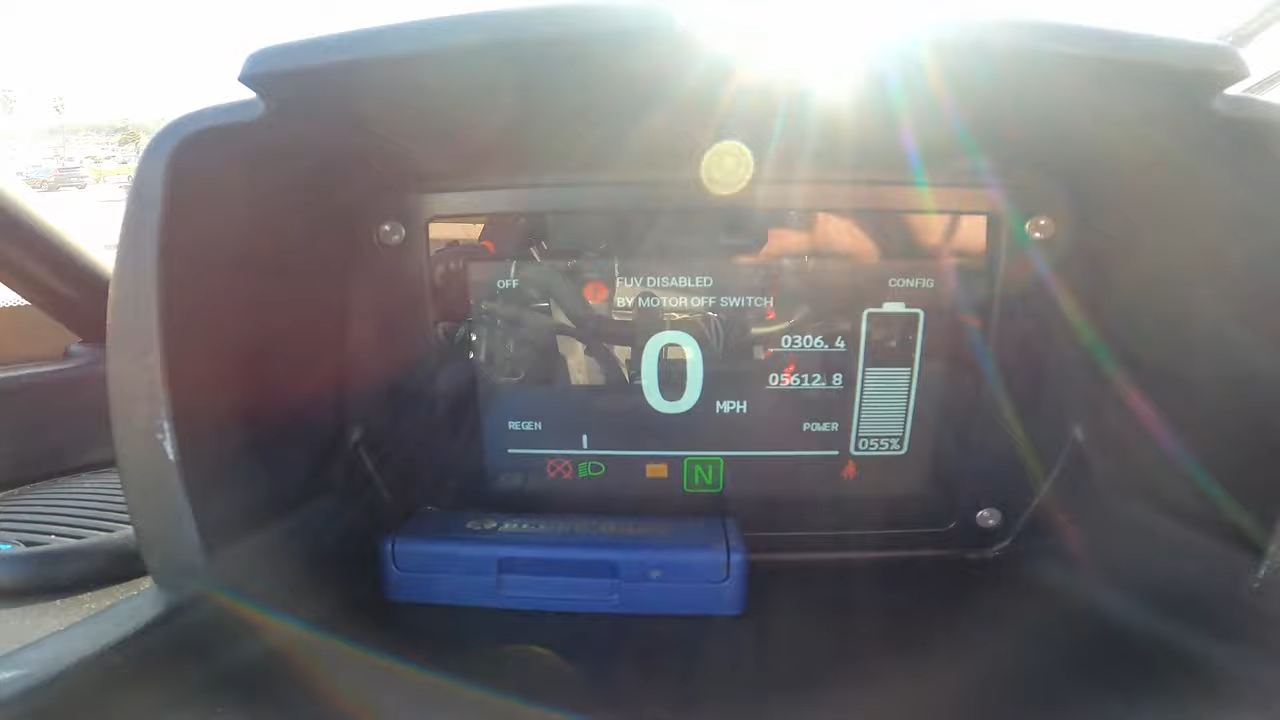 OFF
FUV DISABLED
BY MOTOR OFF SWITCH
CONFIG
0306.4
0
05612.8
MPH
REGEN
POWER
055%
N